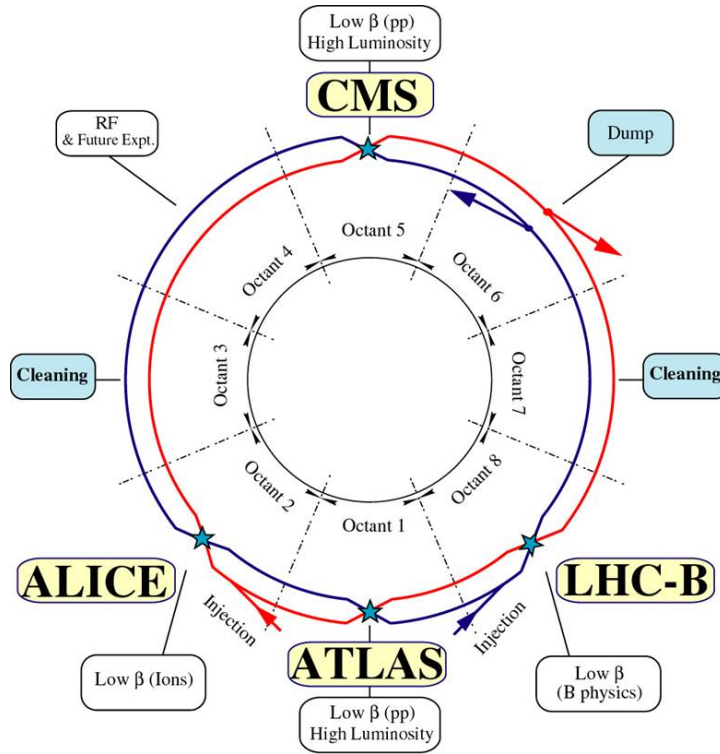 Low β (pp)
High Luminosity
CMS
RF
& Future Expt.
Dump
Octant 5
Octant 4
Octant 6
Octant 3
Octant 7
Cleaning
Cleaning
Octant 2
Octant 8
Octant 1
ALICE
LHC-B
Injection
Injection
ATLAS
Low β (Ions)
Low β
(B physics)
Low β (pp)
High Luminosity